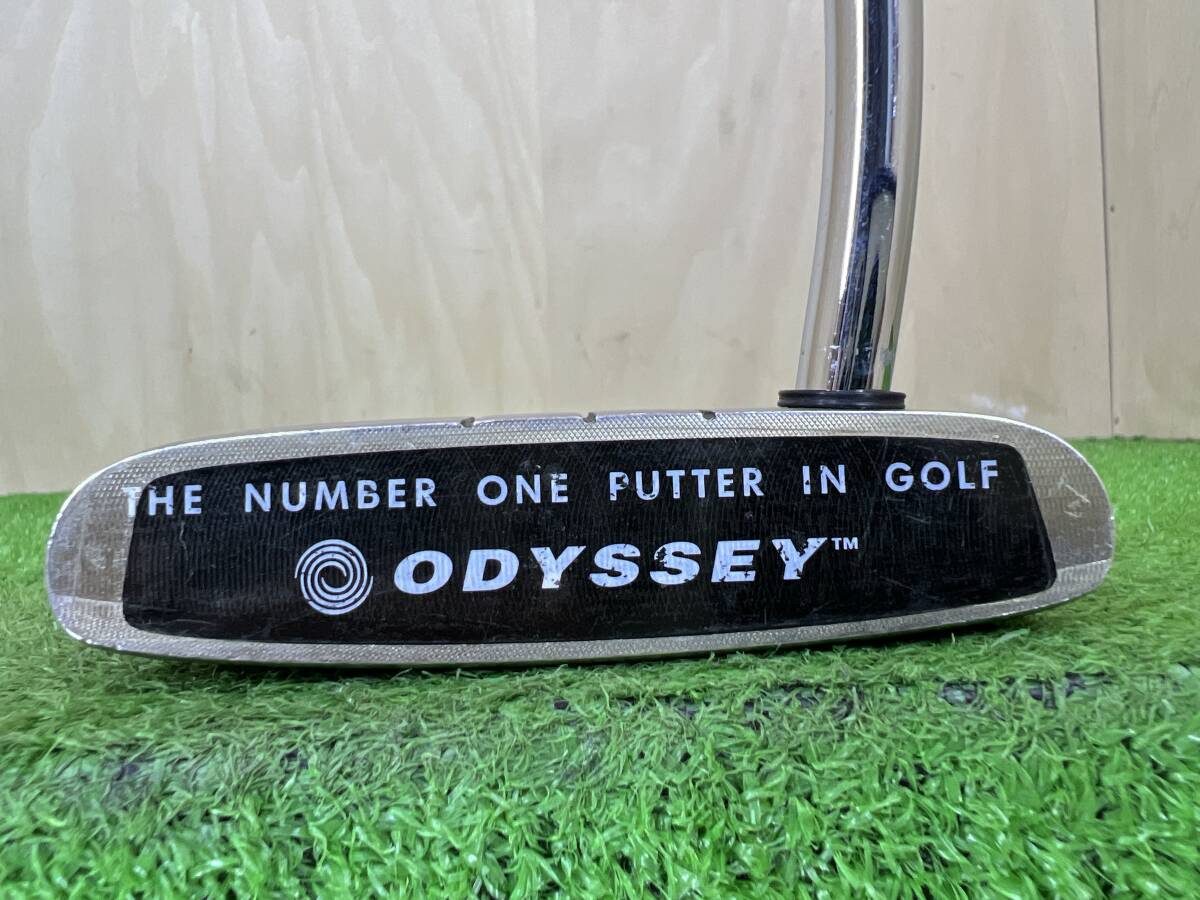 THE NUMBER ONE PUTTER IN GOLF
ODYSSEY™